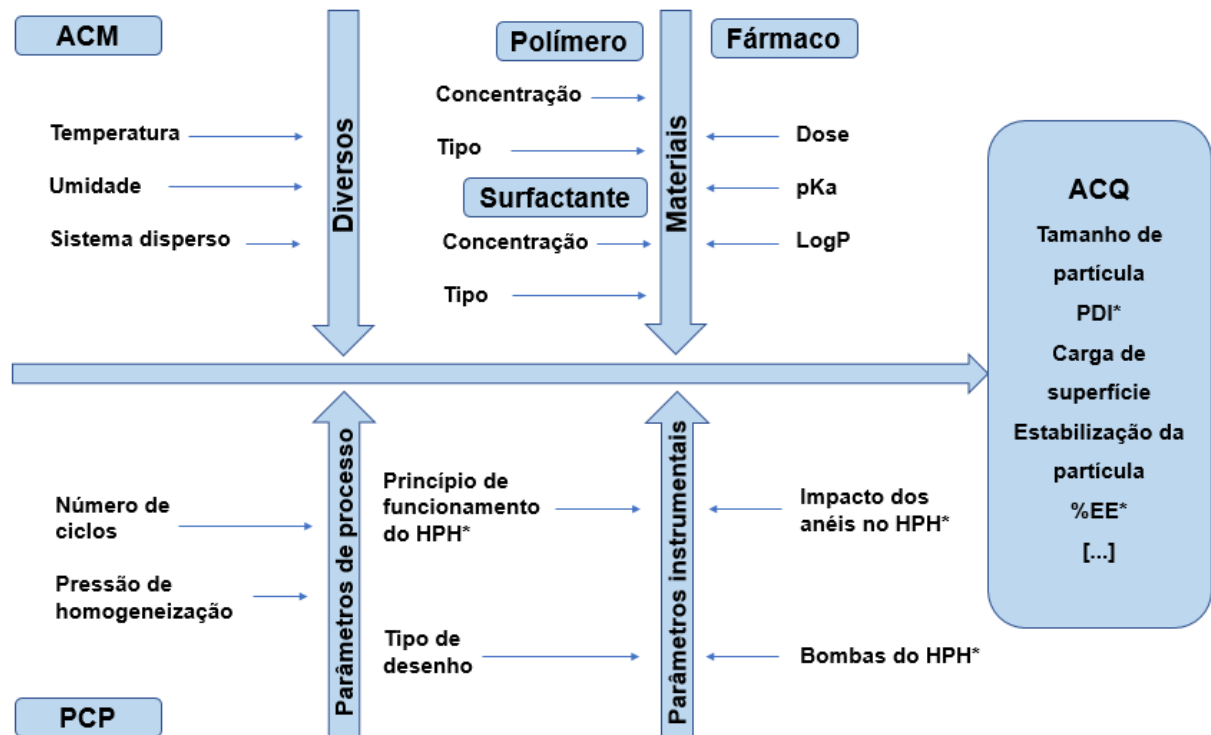 ACM
Polímero
Fármaco
Temperatura
Umidade
Sistema disperso
Diversos
Concentração
Tipo
Surfactante
Concentração
Tipo
Materiais
Dose
pKa
LogP
ACQ
Tamanho de
partícula
PDI*
Carga de
superfície
Estabilização da
partícula
%EE*
[...]
Número de
ciclos
Pressão de
homogeneização
Parâmetros de processo
Princípio de
funcionamento
do HPH*
Tipo de
desenho
Parâmetros instrumentais
Impacto dos
anéis no HPH*
Bombas do HPH*
PCP